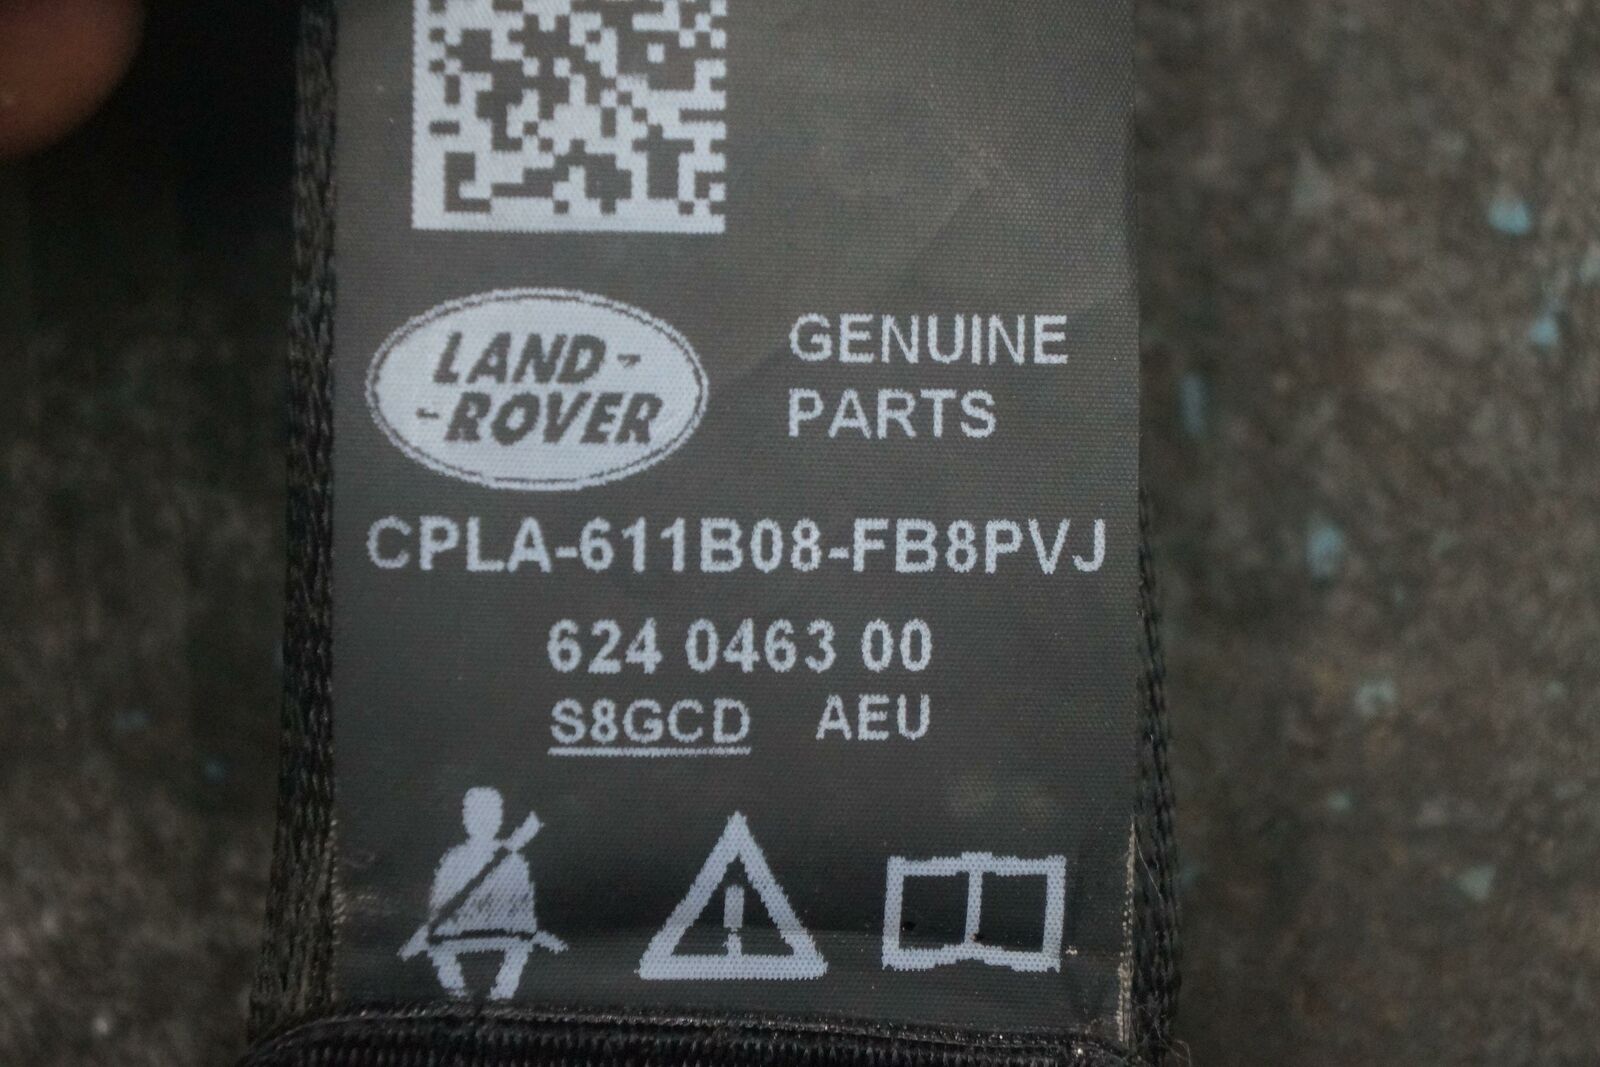 LAND-
-ROVER
GENUINE
PARTS
CPLA-611B08-FB8PVJ
624 0463 00
S8GCD AEU